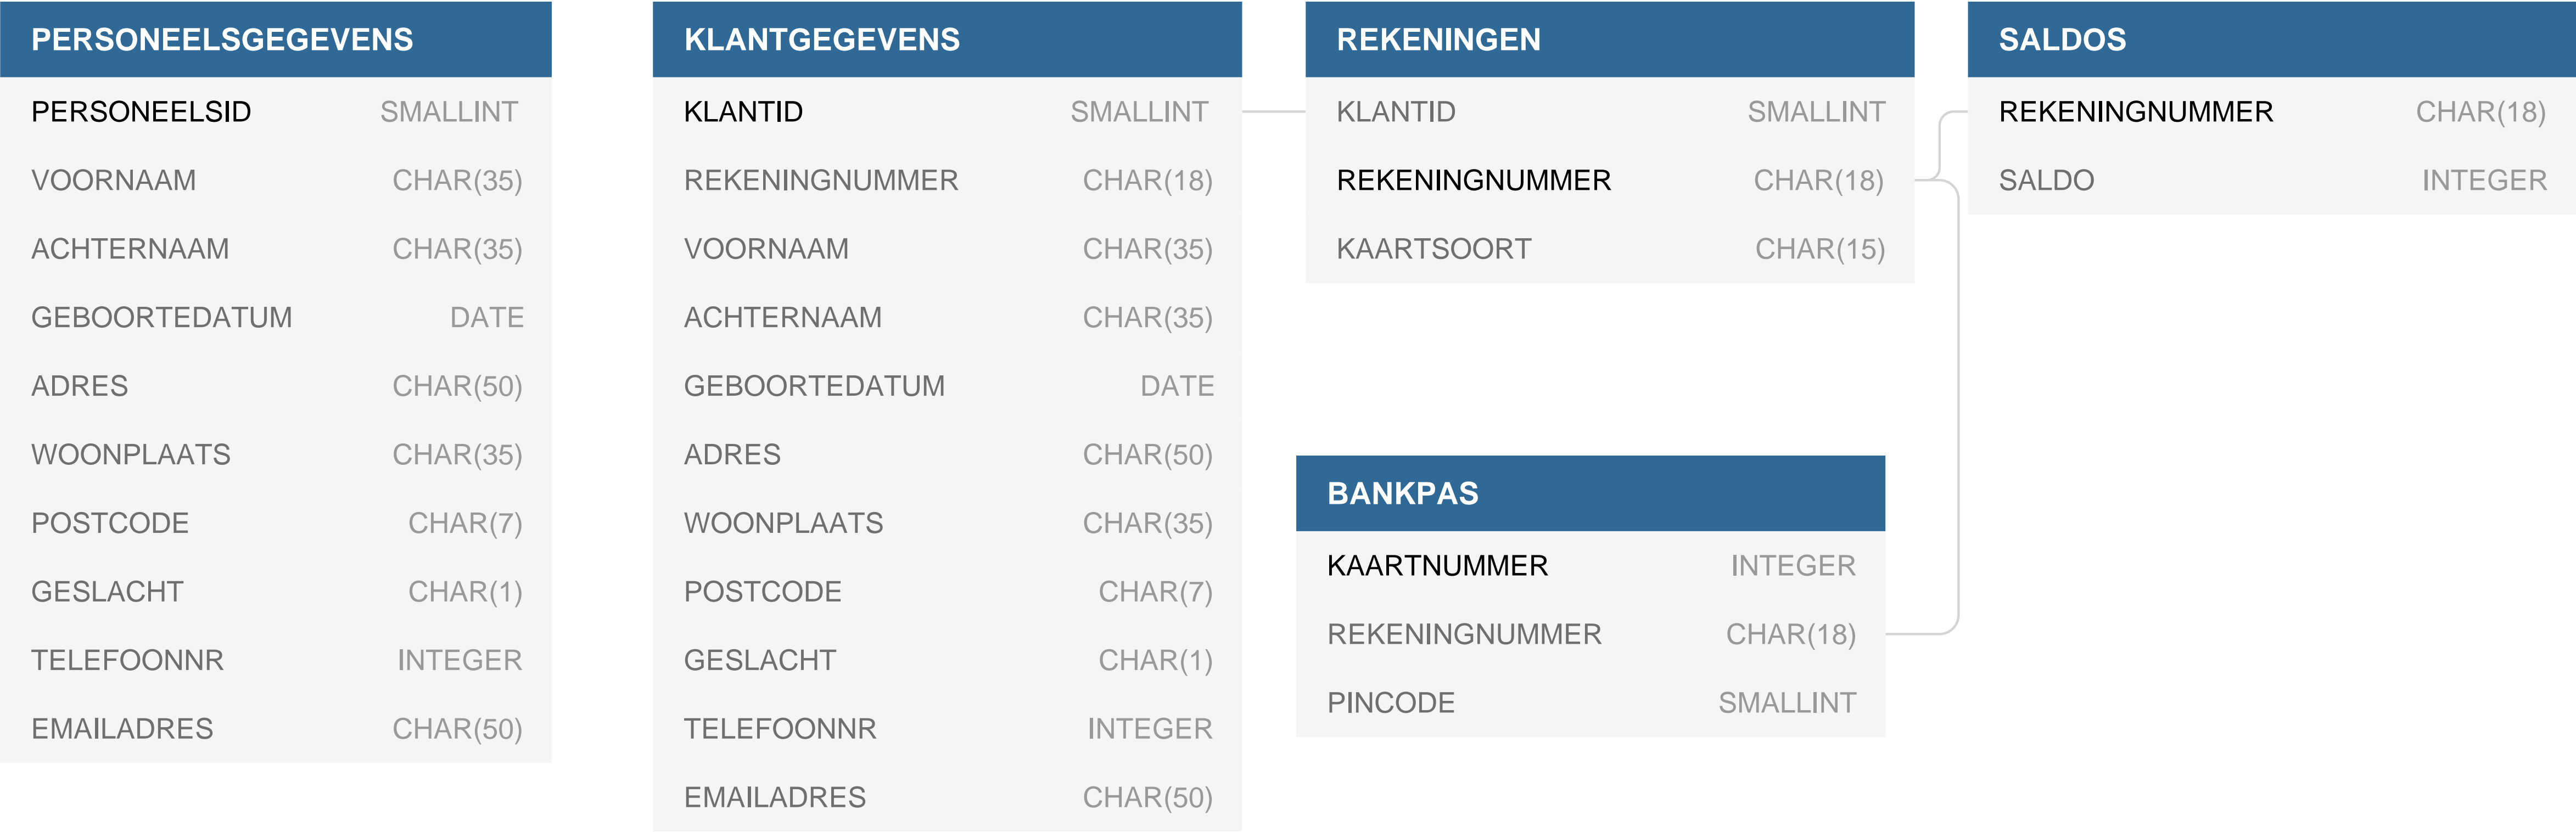 PERSONEELSGEGEVENS
PERSONEELSID SMALLINT
VOORNAAM CHAR(35)
ACHTERNAAM CHAR(35)
GEBOORTEDATUM DATE
ADRES CHAR(50)
WOONPLAATS CHAR(35)
POSTCODE CHAR(7)
GESLACHT CHAR(1)
TELEFOONNR INTEGER
EMAILADRES CHAR(50)
KLANTGEGEVENS
KLANTID SMALLINT
REKENINGNUMMER CHAR(18)
VOORNAAM CHAR(35)
ACHTERNAAM CHAR(35)
GEBOORTEDATUM DATE
ADRES CHAR(50)
WOONPLAATS CHAR(35)
POSTCODE CHAR(7)
GESLACHT CHAR(1)
TELEFOONNR INTEGER
EMAILADRES CHAR(50)
REKENINGEN
KLANTID SMALLINT
REKENINGNUMMER CHAR(18)
KAARTSOORT CHAR(15)
BANKPAS
KAARTNUMMER INTEGER
REKENINGNUMMER CHAR(18)
PINCODE SMALLINT
SALDOS
REKENINGNUMMER CHAR(18)
SALDO INTEGER